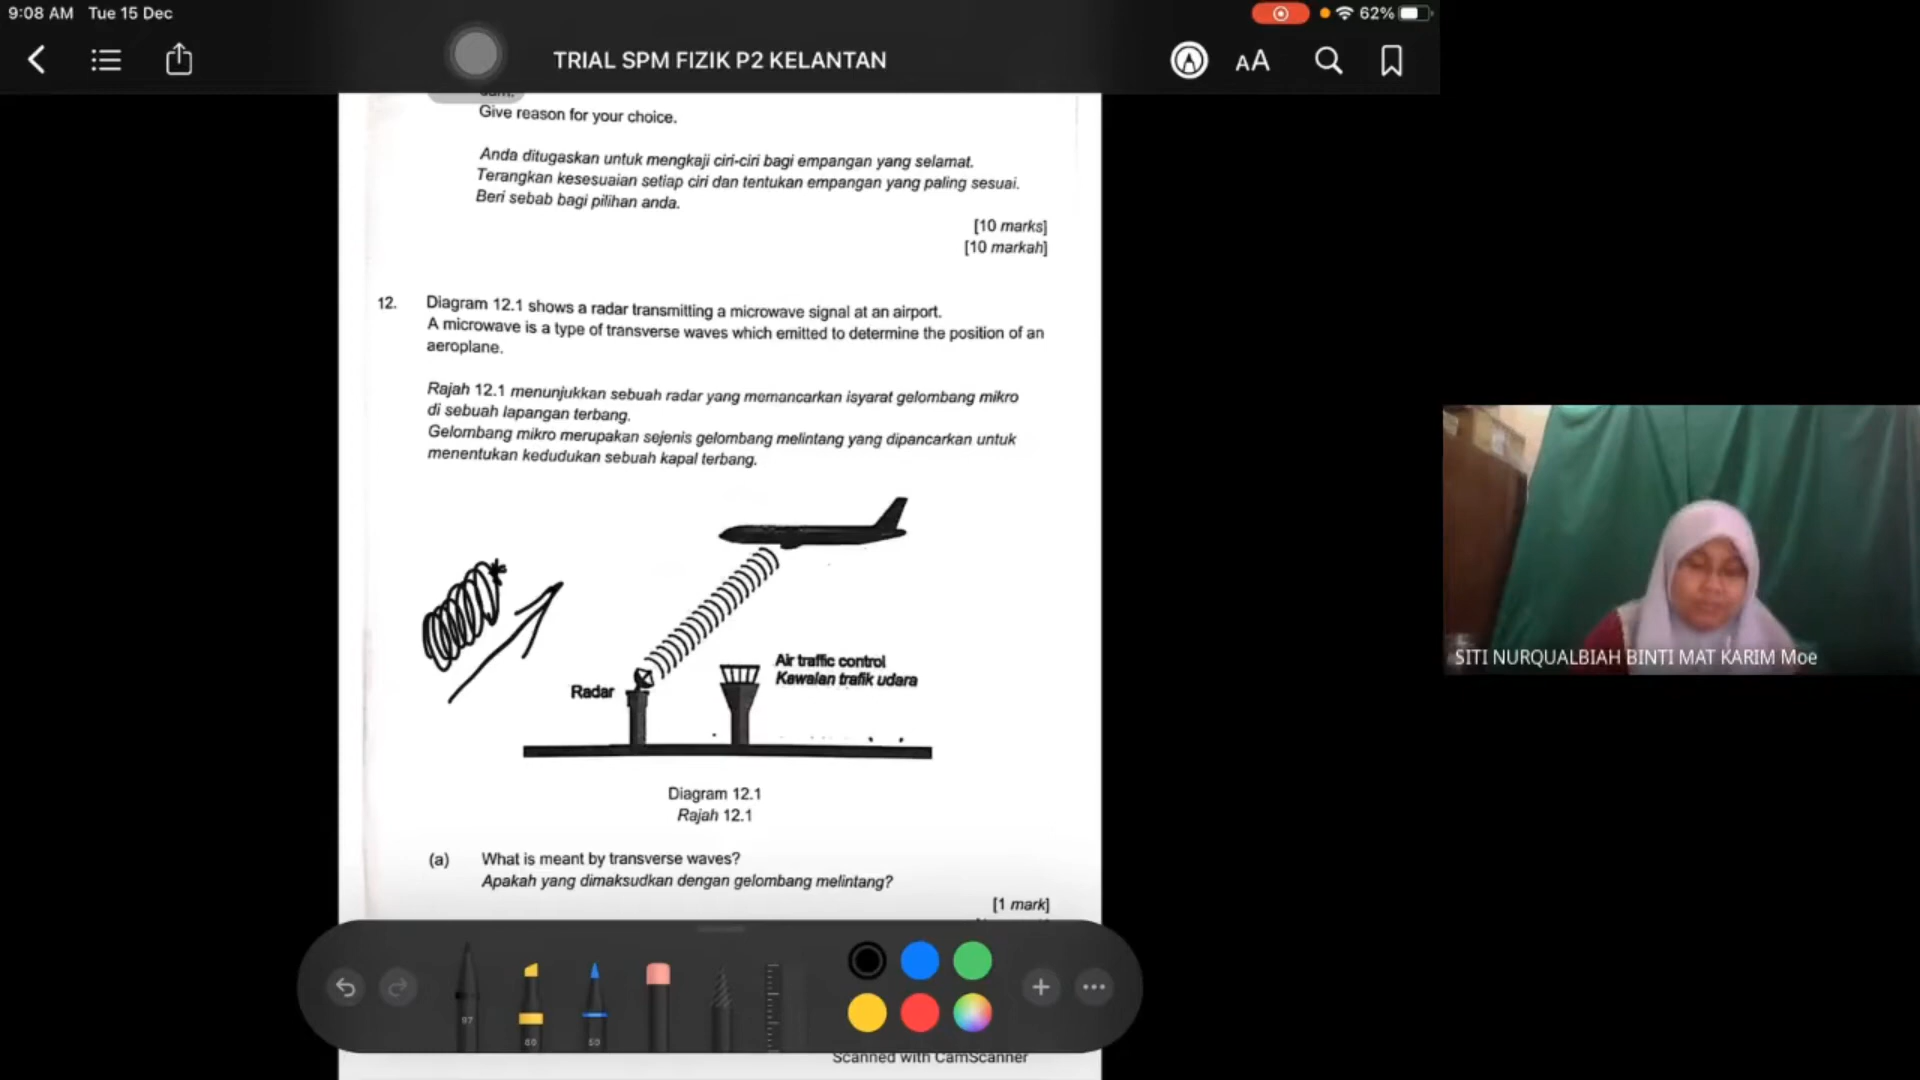 9:08 AM Tue 15 Dec
62%
TRIAL SPM FIZIK P2 KELANTAN
AA
Give reason for your choice.
Anda ditugaskan untuk mengkaji ciri-ciri bagi empangan yang selamat.
Terangkan kesesuaian setiap ciri dan tentukan empangan yang paling sesuai.
Beri sebab bagi pilihan anda.
[10 marks]
[10 markah]
12. Diagram 12.1 shows a radar transmitting a microwave signal at an airport.
A microwave is a type of transverse waves which emitted to determine the position of an
aeroplane.
Rajah 12.1 menunjukkan sebuah radar yang memancarkan isyarat gelombang mikro
di sebuah lapangan terbang.
Gelombang mikro merupakan sejenis gelombang melintang yang dipancarkan untuk
menentukan kedudukan sebuah kapal terbang.
Air traffic control
Kawalan trafik udara
Radar
Diagram 12.1
Rajah 12.1
(a) What is meant by transverse waves?
Apakah yang dimaksudkan dengan gelombang melintang?
[1 mark]
97
80
50
Scanned with CamScanner
SITI NURQUALBIAH BINTI MAT KARIM Moe